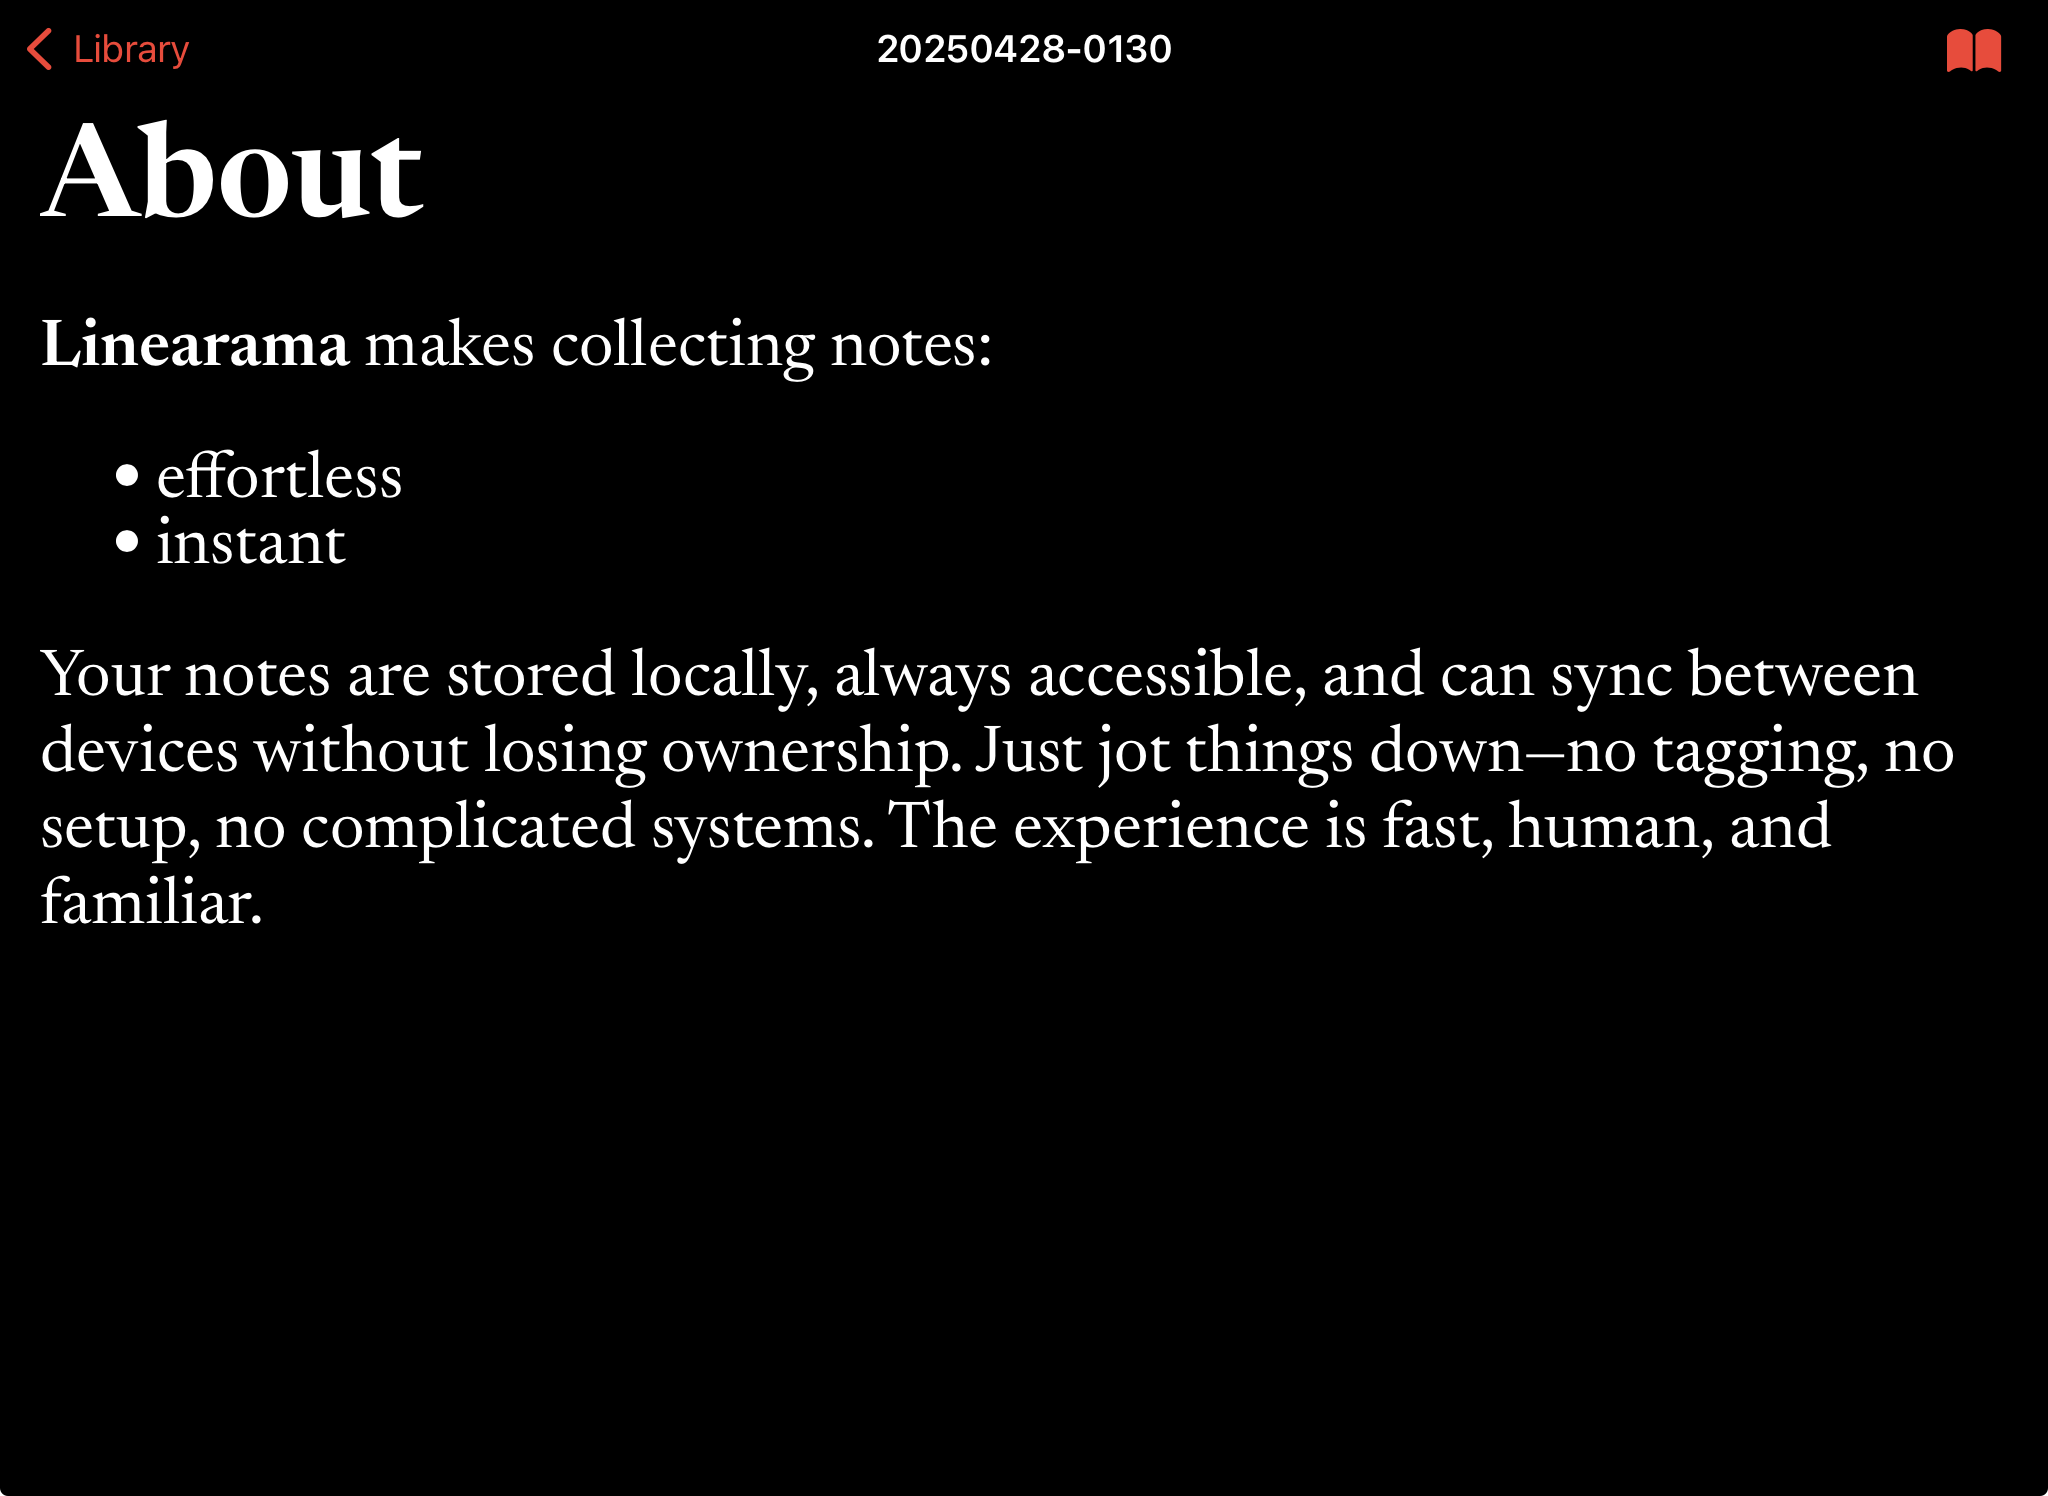 Library
20250428-0130
About
Linearama makes collecting notes:
• effortless
• instant
Your notes are stored locally, always accessible, and can sync between
devices without losing ownership. Just jot things down—no tagging, no
setup, no complicated systems. The experience is fast, human, and
familiar.